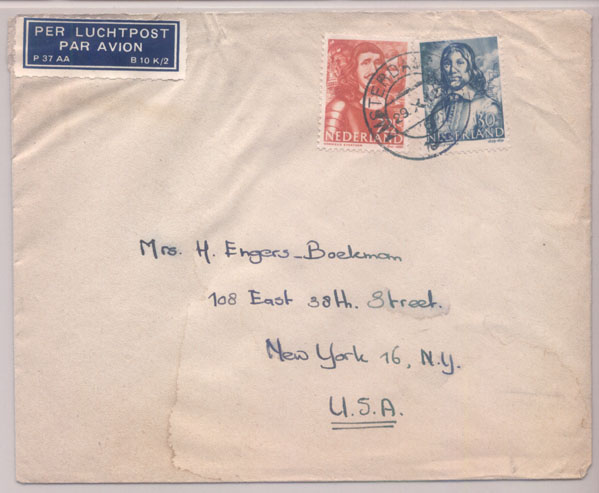 PER LUCHTPOST
PAR AVION
P 37 AA B 10 K/2
NEDERLAND
30
NEDERLAND
29
Mrs. H. Engers-Boekman
108 East 38th. Street.
New York 16, N.Y.
U.S.A.